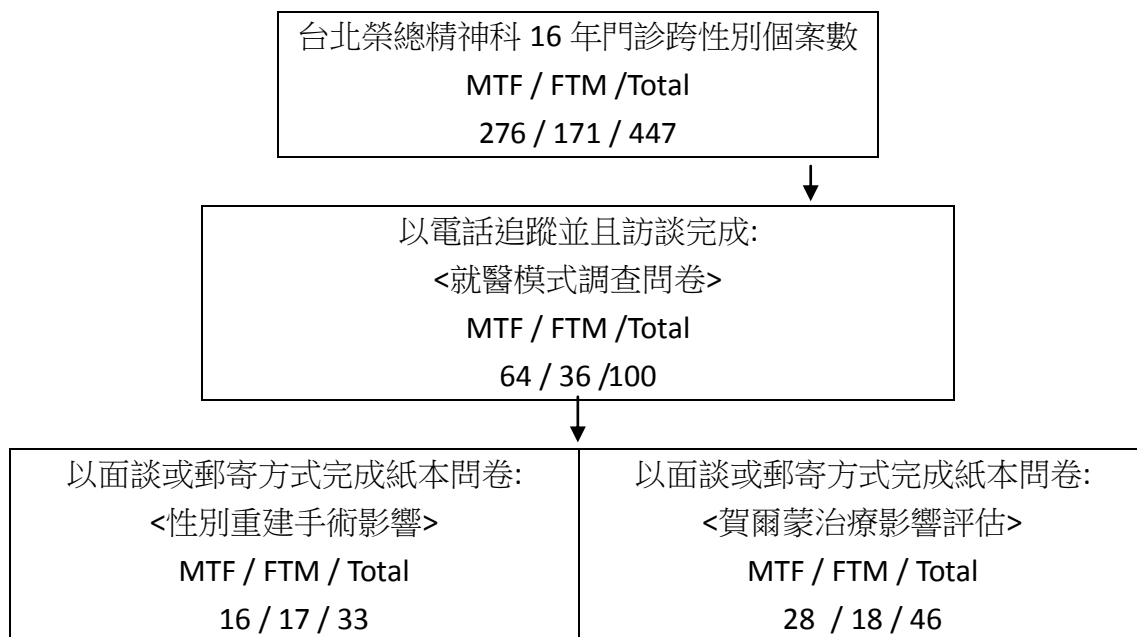 台北榮總精神科 16 年門診跨性別個案數
MTF / FTM /Total
276 / 171 / 447
以電話追蹤並且訪談完成:
<就醫模式調查問卷>
MTF / FTM /Total
64 / 36 /100
以面談或郵寄方式完成紙本問卷:
<性別重建手術影響>
MTF / FTM / Total
16 / 17 / 33
以面談或郵寄方式完成紙本問卷:
<賀爾蒙治療影響評估>
MTF / FTM / Total
28 / 18 / 46